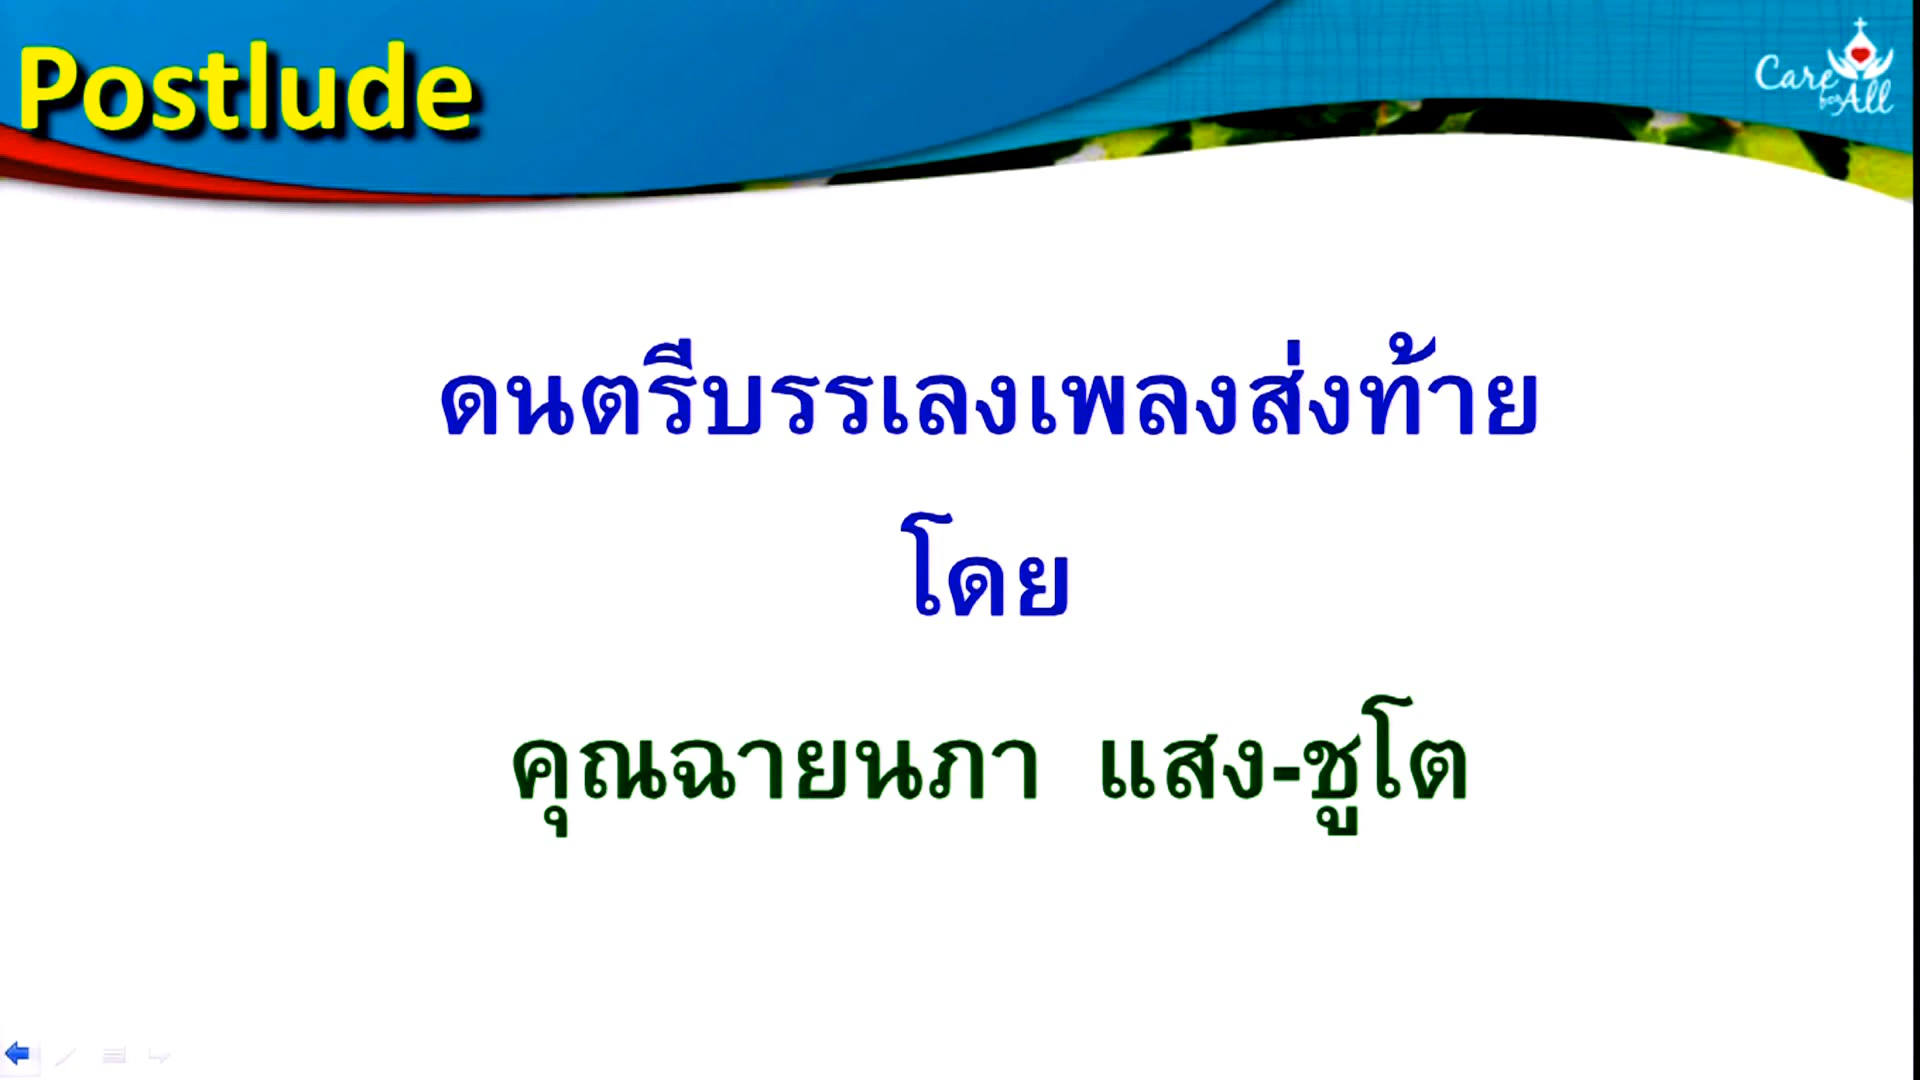 Postlude
Care
for All
ดนตรีบรรเลงเพลงส่งท้าย
โดย
คุณฉายนภา แสง-ชูโต